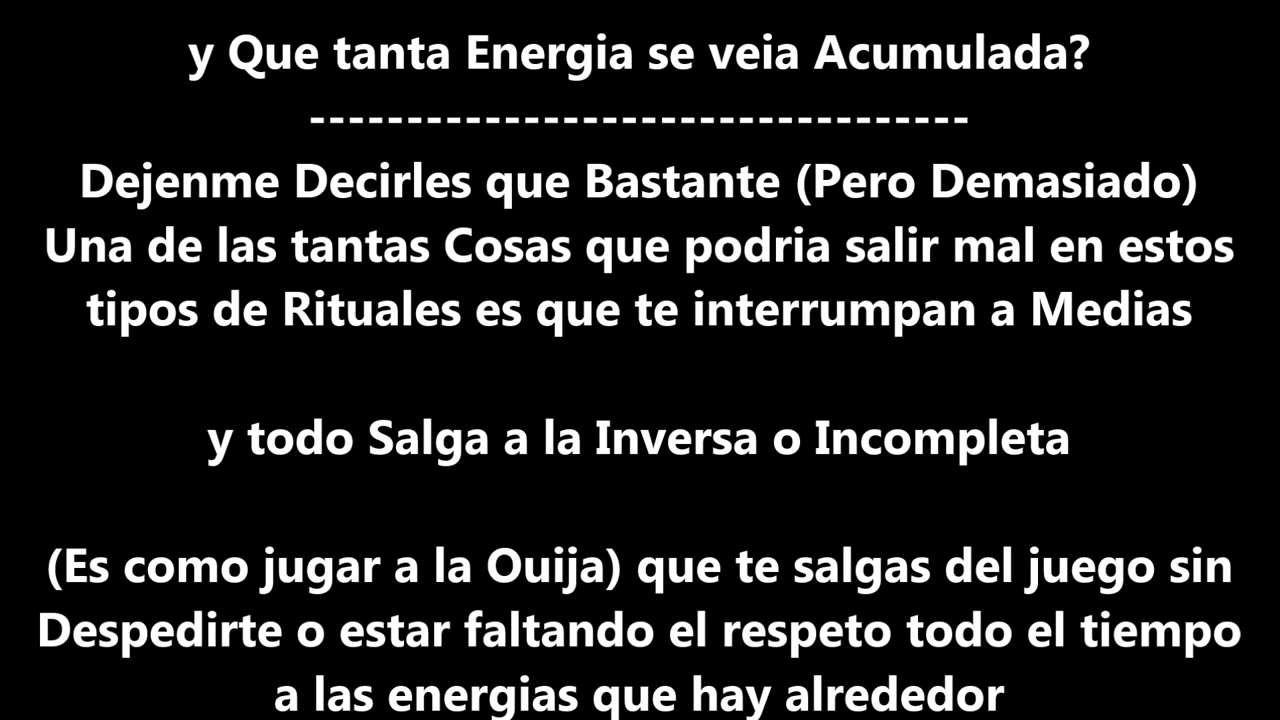 y Que tanta Energia se veia Acumulada?
----------------------------------
Dejenme Decirles que Bastante (Pero Demasiado)
Una de las tantas Cosas que podria salir mal en estos
tipos de Rituales es que te interrumpan a Medias
y todo Salga a la Inversa o Incompleta
(Es como jugar a la Ouija) que te salgas del juego sin
Despedirte o estar faltando el respeto todo el tiempo
a las energias que hay alrededor